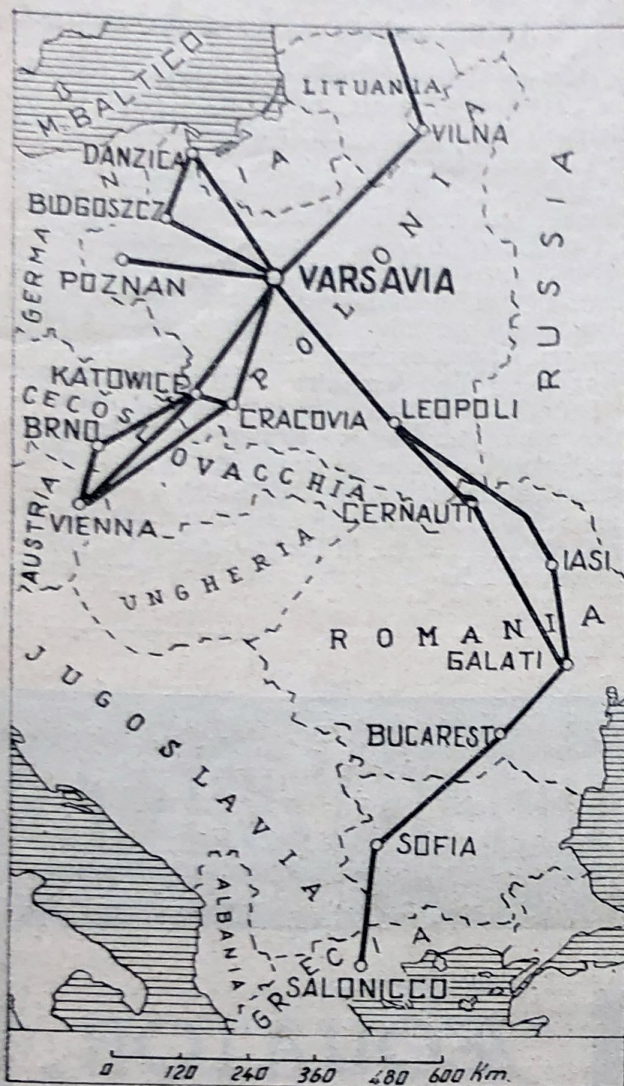 M. BALTICO
LITUANIA
DANZICA
VILNA
BIDGOSZCZ
GERMANIA
POZNAN
VARSAVIA
POLONIA
RUSSIA
KATOWICE
CECOSLOVACCHIA
CRACOVIA
LEOPOLI
BRNO
VIENNA
AUSTRIA
CERNAUTI
UNGHERIA
IASI
ROMANIA
GALATI
JUGOSLAVIA
BUCAREST
SOFIA
ALBANIA
GRECIA
SALONICCO
0 120 240 360 480 600 Km.